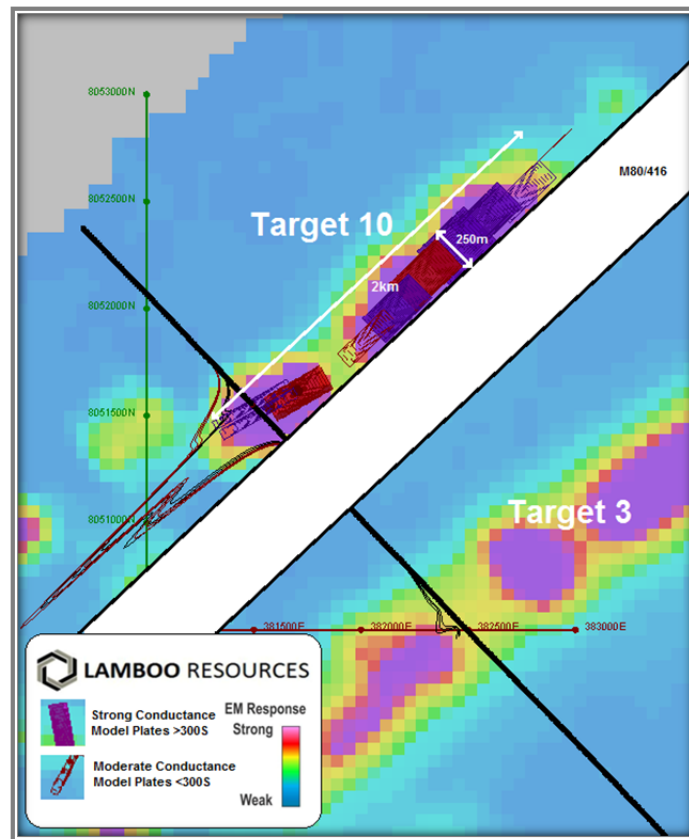 8053000N
M80/416
8052500N
Target 10
250m
2km
8052000N
8051500N
8051000N
Target 3
381500E
382000E
382500E
383000E
LAMBOO RESOURCES
Strong Conductance
Model Plates >300S
Moderate Conductance
Model Plates <300S
EM Response
Strong
Weak